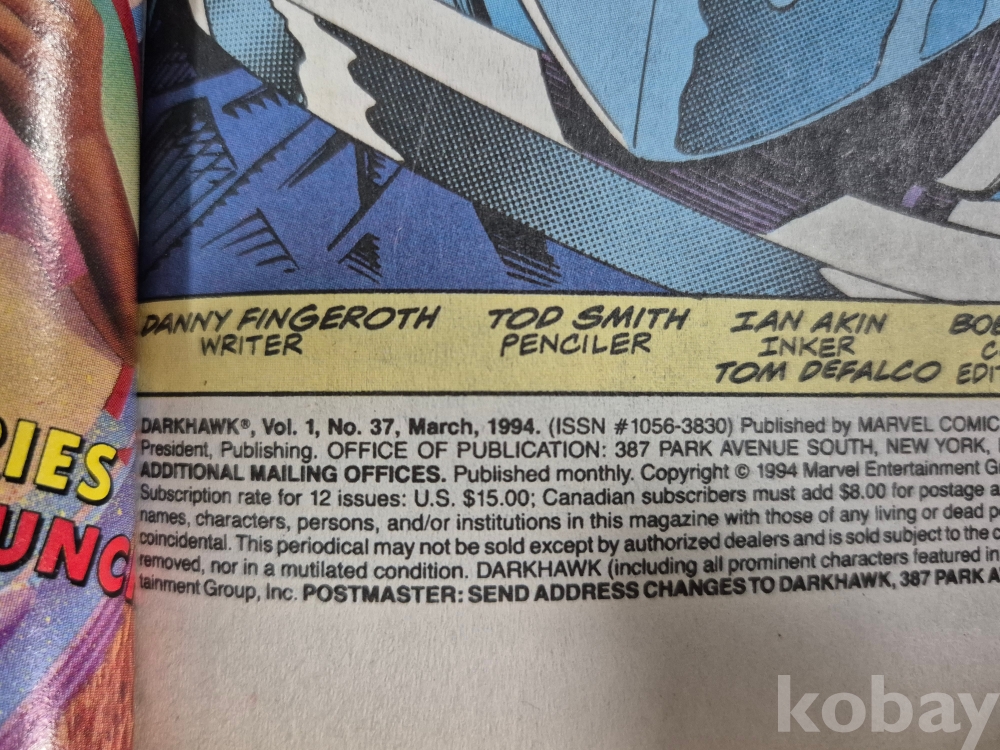 DANNY FINGEROTH TOD SMITH IAN AKIN
WRITER PENCILER INKER
TOM DEFALCO
DARKHAWK®, Vol. 1, No. 37, March, 1994. (ISSN #1056-3830) Published by MARVEL
President, Publishing. OFFICE OF PUBLICATION: 387 PARK AVENUE SOUTH, NEW YORK,
ADDITIONAL MAILING OFFICES. Published monthly. Copyright © 1994 Marvel Entertainment
Subscription rate for 12 issues: U.S. $15.00; Canadian subscribers must add $8.00 for postage
names, characters, persons, and/or institutions in this magazine with those of any living or dead
coincidental. This periodical may not be sold except by authorized dealers and is sold subject to the
removed, nor in a mutilated condition. DARKHAWK (including all prominent characters featured in
tainment Group, Inc. POSTMASTER: SEND ADDRESS CHANGES TO DARKHAWK, 387 PARK
kobay